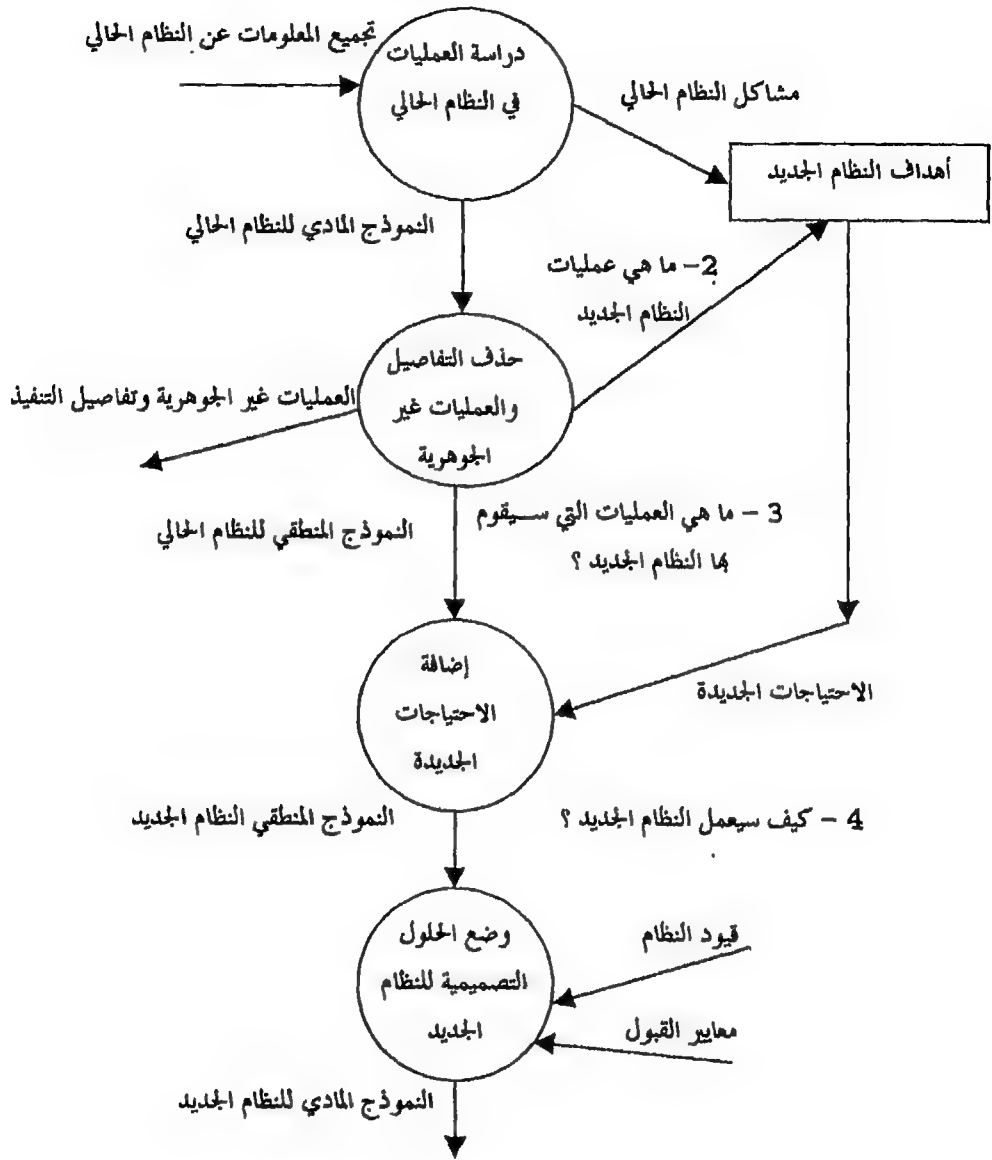 تجميع المعلومات عن النظام الحالي
دراسة العمليات
في النظام الحالي
مشاكل النظام الحالي
أهداف النظام الجديد
النموذج المادي للنظام الحالي
2- ما هي عمليات
النظام الجديد
حذف التفاصيل
والعمليات غير
الجوهرية
العمليات غير الجوهرية وتفاصيل التنفيذ
3 - ما هي العمليات التي سيقوم
بها النظام الجديد ؟
النموذج المنطقي للنظام الحالي
إضافة
الاحتياجات
الجديدة
الاحتياجات الجديدة
4 - كيف سيعمل النظام الجديد ؟
النموذج المنطقي النظام الجديد
وضع الحلول
التصميمية للنظام
الجديد
قيود النظام
معايير القبول
النموذج المادي للنظام الجديد